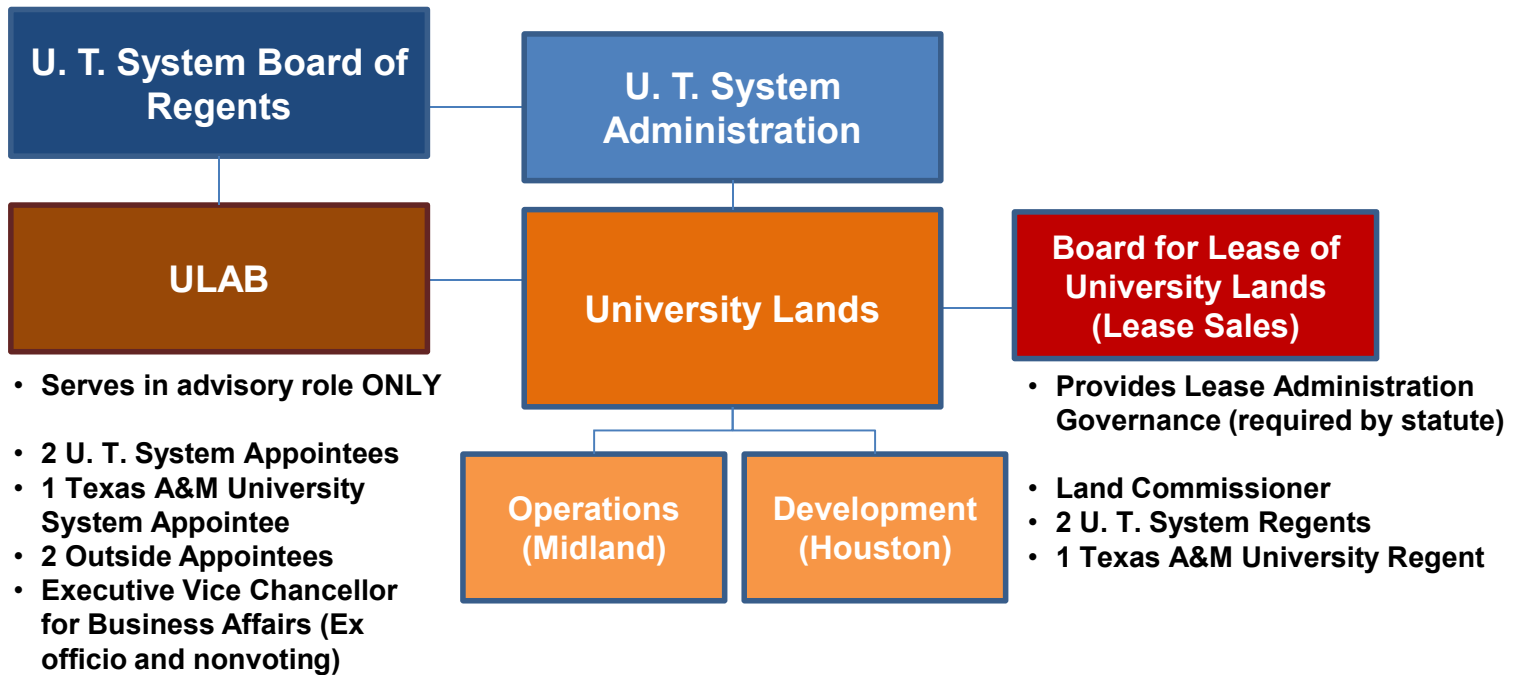 U. T. System Board of
Regents
U. T. System
Administration
ULAB
University Lands
Board for Lease of
University Lands
(Lease Sales)
• Serves in advisory role ONLY
• 2 U. T. System Appointees
• 1 Texas A&M University
System Appointee
• 2 Outside Appointees
• Executive Vice Chancellor
for Business Affairs (Ex
officio and nonvoting)
Operations
(Midland)
Development
(Houston)
• Provides Lease Administration
Governance (required by statute)
• Land Commissioner
• 2 U. T. System Regents
• 1 Texas A&M University Regent